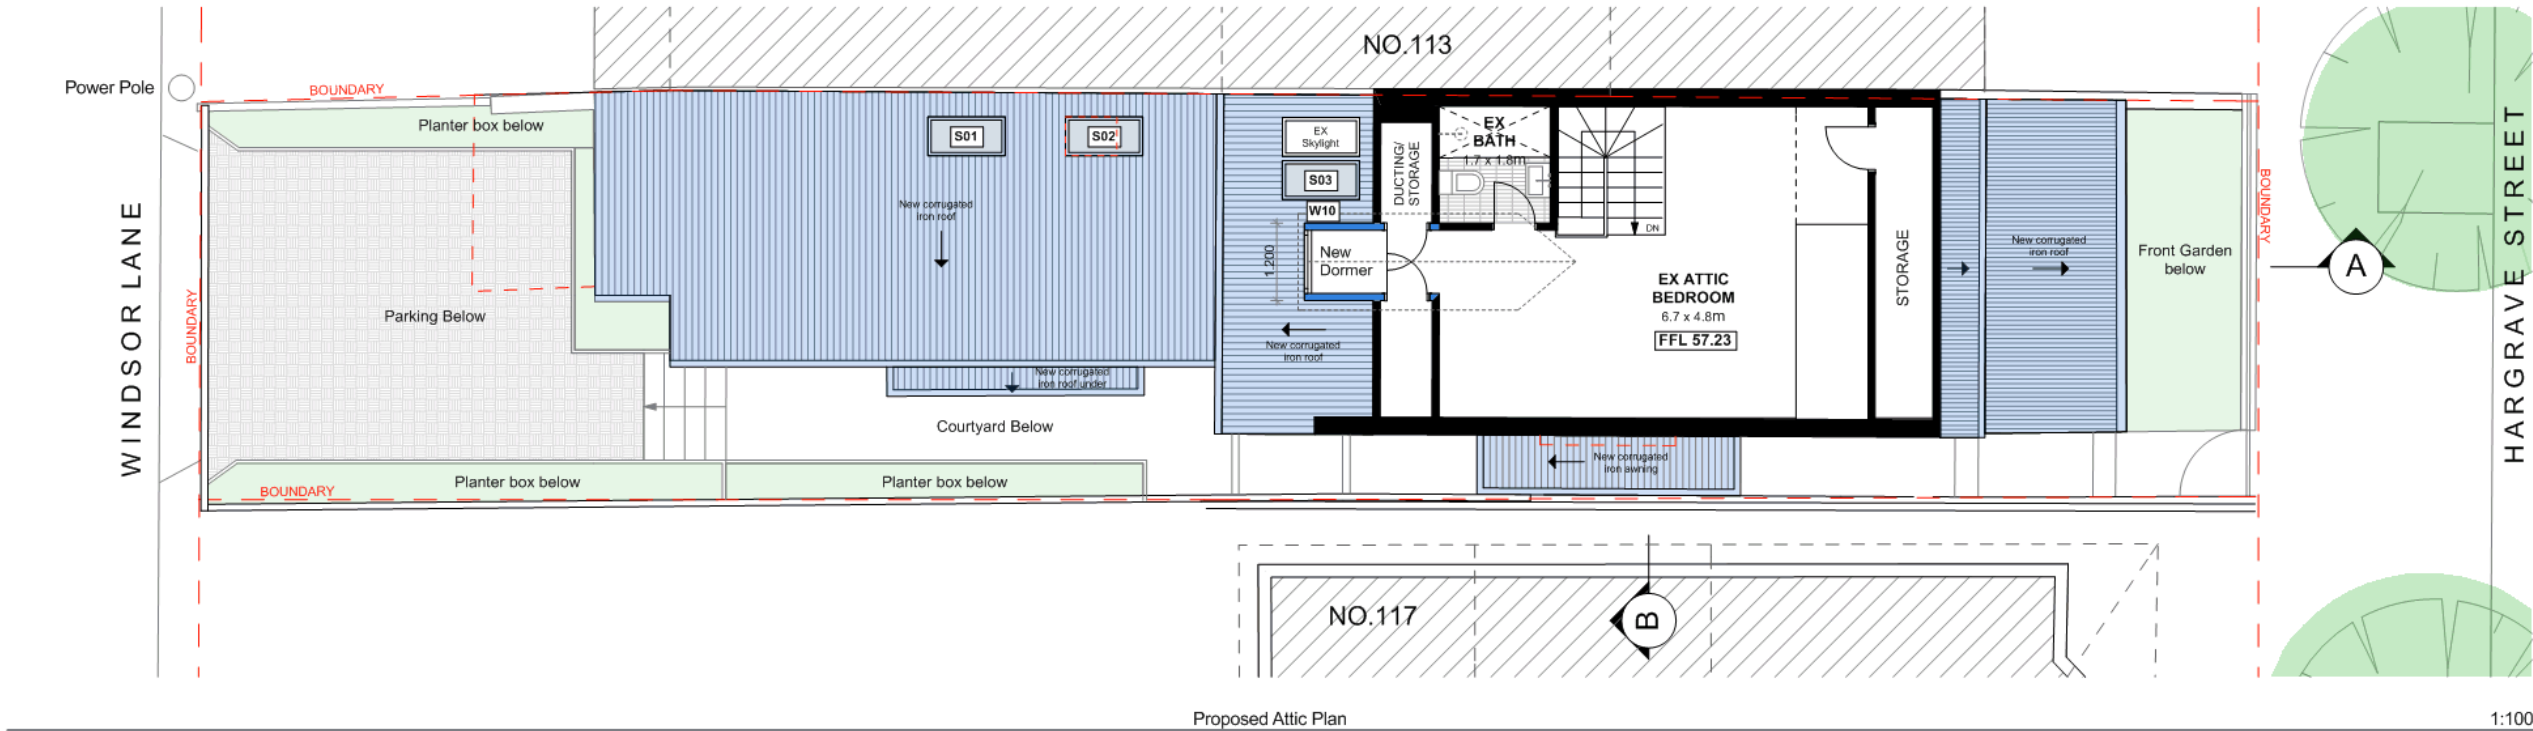 NO.113
Power Pole
BOUNDARY
Planter box below
S01
S02
EX
Skylight
S03
W10
DUCTING/
STORAGE
EX
BATH
1.7 x 1.8m
DN
New corrugated
iron roof
New
Dormer
1.200
EX ATTIC
BEDROOM
6.7 x 4.8m
FFL 57.23
STORAGE
New corrugated
iron roof
Front Garden
below
BOUNDARY
A
HARGRAVE STREET
WINDSOR LANE
BOUNDARY
Parking Below
New corrugated
iron roof
New corrugated
iron roof under
Courtyard Below
New corrugated
iron awning
Planter box below
Planter box below
BOUNDARY
NO.117
B
Proposed Attic Plan
1:100